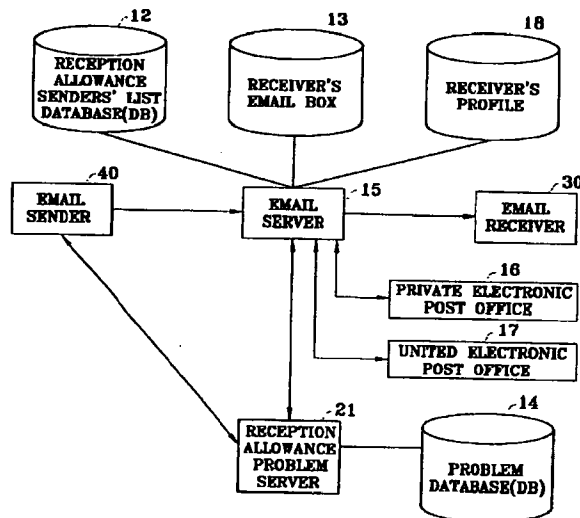 12
RECEPTION
ALLOWANCE
SENDERS' LIST
DATABASE(DB)
13
RECEIVER'S
EMAIL BOX
18
RECEIVER'S
PROFILE
40
EMAIL
SENDER
15
EMAIL
SERVER
30
EMAIL
RECEIVER
16
PRIVATE ELECTRONIC
POST OFFICE
17
UNITED ELECTRONIC
POST OFFICE
21
RECEPTION
ALLOWANCE
PROBLEM
SERVER
14
PROBLEM
DATABASE(DB)